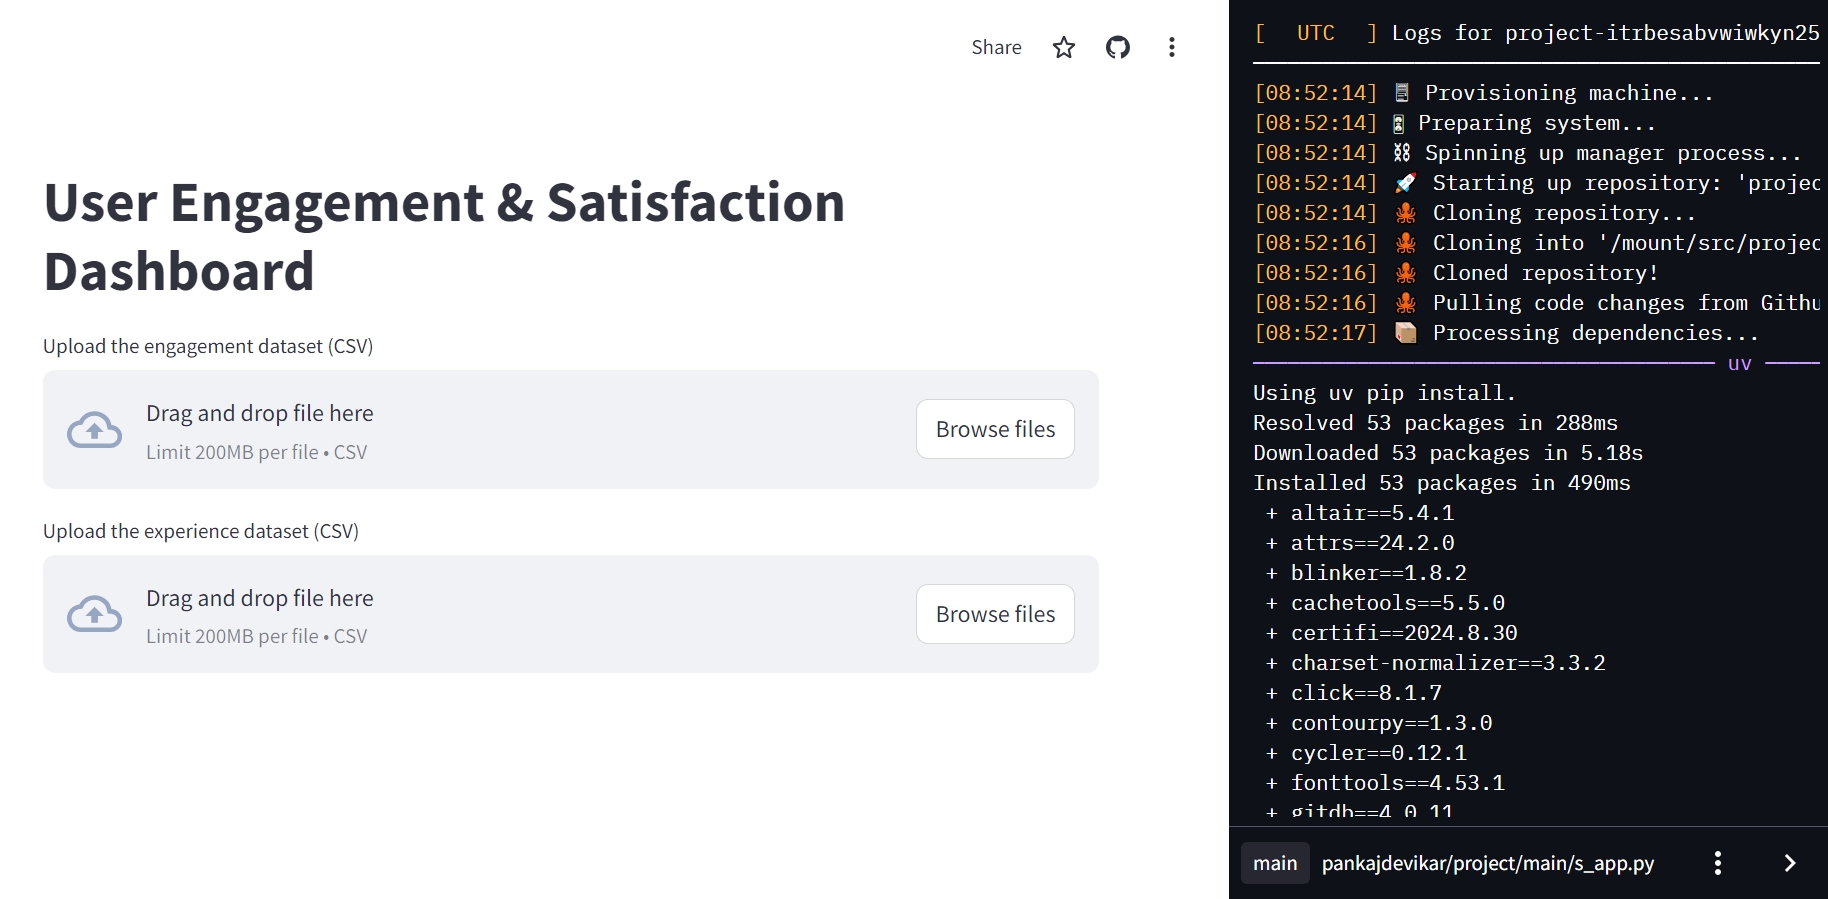 Share
User Engagement & Satisfaction
Dashboard
Upload the engagement dataset (CSV)
Drag and drop file here
Limit 200MB per file • CSV
Browse files
Upload the experience dataset (CSV)
Drag and drop file here
Limit 200MB per file • CSV
Browse files
[ UTC ] Logs for project-itrbesabvwiwkyn25
[08:52:14] Provisioning machine...
[08:52:14] Preparing system...
[08:52:14] Spinning up manager process...
[08:52:14] Starting up repository: 'projec
[08:52:14] Cloning repository...
[08:52:16] Cloning into '/mount/src/projec
[08:52:16] Cloned repository!
[08:52:16] Pulling code changes from Githu
[08:52:17] Processing dependencies...
uv
Using uv pip install.
Resolved 53 packages in 288ms
Downloaded 53 packages in 5.18s
Installed 53 packages in 490ms
+ altair==5.4.1
+ attrs==24.2.0
+ blinker==1.8.2
+ cachetools==5.5.0
+ certifi==2024.8.30
+ charset-normalizer==3.3.2
+ click==8.1.7
+ contourpy==1.3.0
+ cycler==0.12.1
+ fonttools==4.53.1
+ gitdb==4.0.11
main pankajdevikar/project/main/s_app.py